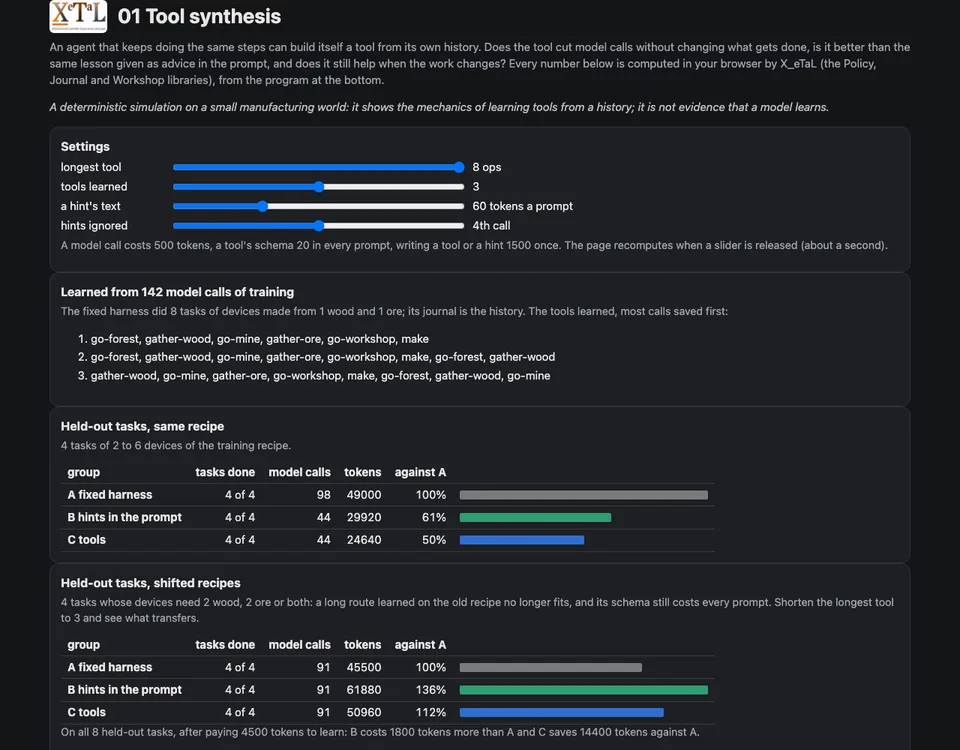 XeTaL
01 Tool synthesis
An agent that keeps doing the same steps can build itself a tool from its own history. Does the tool cut model calls without changing what gets done, is it better than the
same lesson given as advice in the prompt, and does it still help when the work changes? Every number below is computed in your browser by X_eTaL (the Policy,
Journal and Workshop libraries), from the program at the bottom.
A deterministic simulation on a small manufacturing world: it shows the mechanics of learning tools from a history; it is not evidence that a model learns.
Settings
longest tool 8 ops
tools learned 3
a hint's text 60 tokens a prompt
hints ignored 4th call
A model call costs 500 tokens, a tool's schema 20 in every prompt, writing a tool or a hint 1500 once. The page recomputes when a slider is released (about a second).
Learned from 142 model calls of training
The fixed harness did 8 tasks of devices made from 1 wood and 1 ore; its journal is the history. The tools learned, most calls saved first:
1. go-forest, gather-wood, go-mine, gather-ore, go-workshop, make
2. go-forest, gather-wood, go-mine, gather-ore, go-workshop, make, go-forest, gather-wood
3. gather-wood, go-mine, gather-ore, go-workshop, make, go-forest, gather-wood, go-mine
Held-out tasks, same recipe
4 tasks of 2 to 6 devices of the training recipe.
group tasks done model calls tokens against A
A fixed harness 4 of 4 98 49000 100%
B hints in the prompt 4 of 4 44 29920 61%
C tools 4 of 4 44 24640 50%
Held-out tasks, shifted recipes
4 tasks whose devices need 2 wood, 2 ore or both: a long route learned on the old recipe no longer fits, and its schema still costs every prompt. Shorten the longest tool
to 3 and see what transfers.
group tasks done model calls tokens against A
A fixed harness 4 of 4 91 45500 100%
B hints in the prompt 4 of 4 91 61880 136%
C tools 4 of 4 91 50960 112%
On all 8 held-out tasks, after paying 4500 tokens to learn: B costs 1800 tokens more than A and C saves 14400 tokens against A.